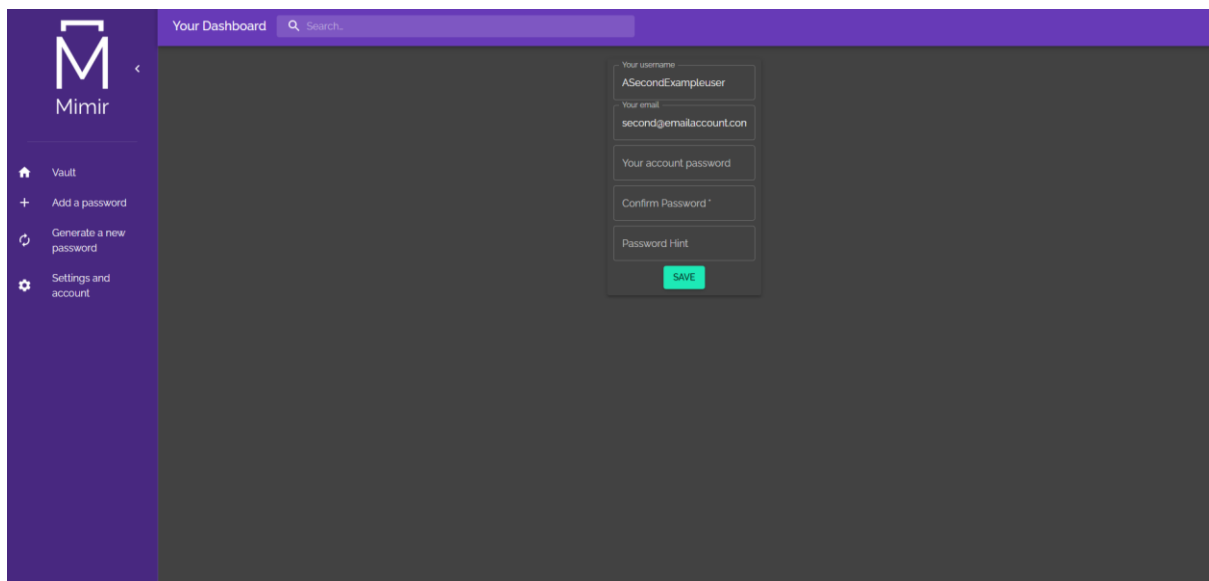 Your Dashboard
Search…
Mimir
Vault
Add a password
Generate a new
password
Settings and
account
Your username
ASecondExampleuser
Your email
second@emailaccount.con
Your account password
Confirm Password *
Password Hint
SAVE